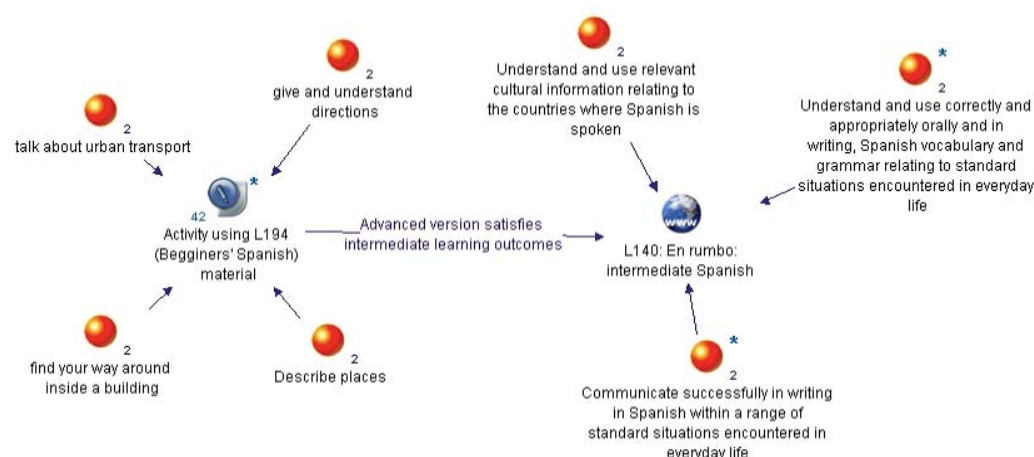 2
talk about urban transport
2
give and understand
directions
2
Understand and use relevant
cultural information relating to
the countries where Spanish is
spoken
*
2
Understand and use correctly and
appropriately orally and in
writing, Spanish vocabulary and
grammar relating to standard
situations encountered in everyday
life
*
42
Activity using L194
(Begginers' Spanish)
material
Advanced version satisfies
intermediate learning outcomes
www
L140: En rumbo:
intermediate Spanish
2
find your way around
inside a building
2
Describe places
*
2
Communicate successfully in writing
in Spanish within a range of
standard situations encountered in
everyday life